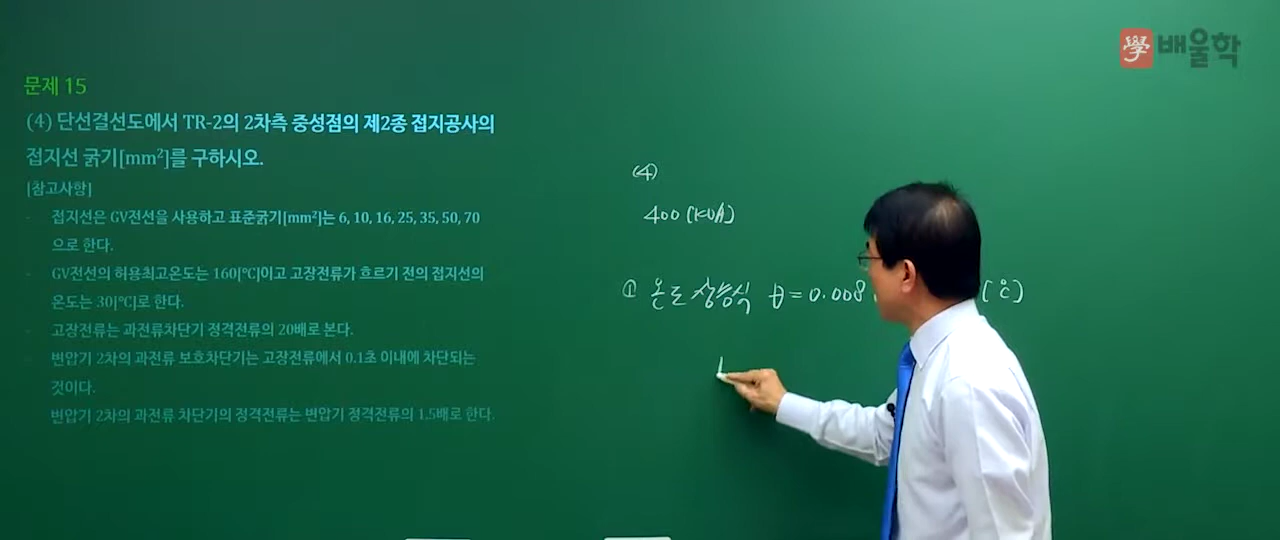 學 배울학
문제 15
(4) 단선결선도에서 TR-2의 2차측 중성점의 제2종 접지공사의
접지선 굵기[mm²]를 구하시오.
[참고사항]
- 접지선은 GV전선을 사용하고 표준굵기[mm²]는 6, 10, 16, 25, 35, 50, 70
으로 한다.
- GV전선의 허용최고온도는 160[℃]이고 고장전류가 흐르기 전의 접지선의
온도는 30[℃]로 한다.
- 고장전류는 과전류차단기 정격전류의 20배로 본다.
- 변압기 2차의 과전류 보호차단기는 고장전류에서 0.1초 이내에 차단되는
것이다.
변압기 2차의 과전류 차단기의 정격전류는 변압기 정격전류의 1.5배로 한다.
(4)
400 [KVA]
① 온도 상승식 θ = 0.008 [℃]